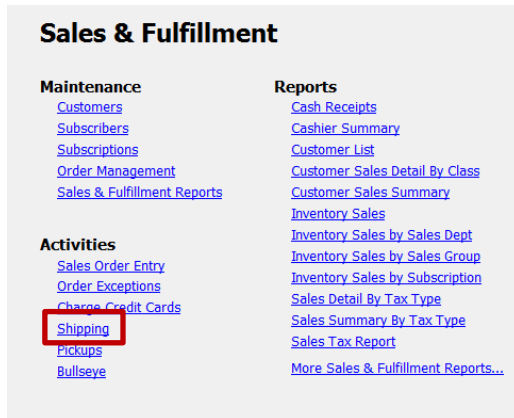 Sales & Fulfillment
Maintenance
Customers
Subscribers
Subscriptions
Order Management
Sales & Fulfillment Reports
Activities
Sales Order Entry
Order Exceptions
Charge Credit Cards
Shipping
Pickups
Bullseye
Reports
Cash Receipts
Cashier Summary
Customer List
Customer Sales Detail By Class
Customer Sales Summary
Inventory Sales
Inventory Sales by Sales Dept
Inventory Sales by Sales Group
Inventory Sales by Subscription
Sales Detail By Tax Type
Sales Summary By Tax Type
Sales Tax Report
More Sales & Fulfillment Reports...